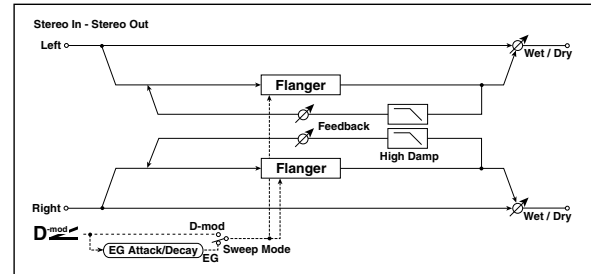 Stereo In - Stereo Out
Left
Wet / Dry
Flanger
Feedback
High Damp
Flanger
Right
Wet / Dry
D-mod
D-mod
EG Attack/Decay
EG
Sweep Mode